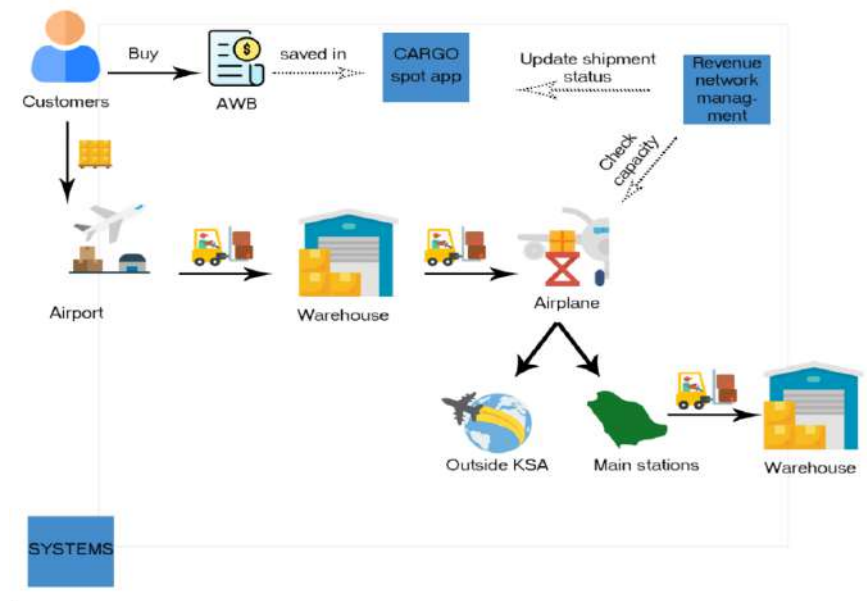 Buy
saved in
CARGO
spot app
Update shipment
status
Revenue
network
manag-
ment
Customers
AWB
Check
capacity
Airport
Warehouse
Airplane
Outside KSA
Main stations
Warehouse
SYSTEMS